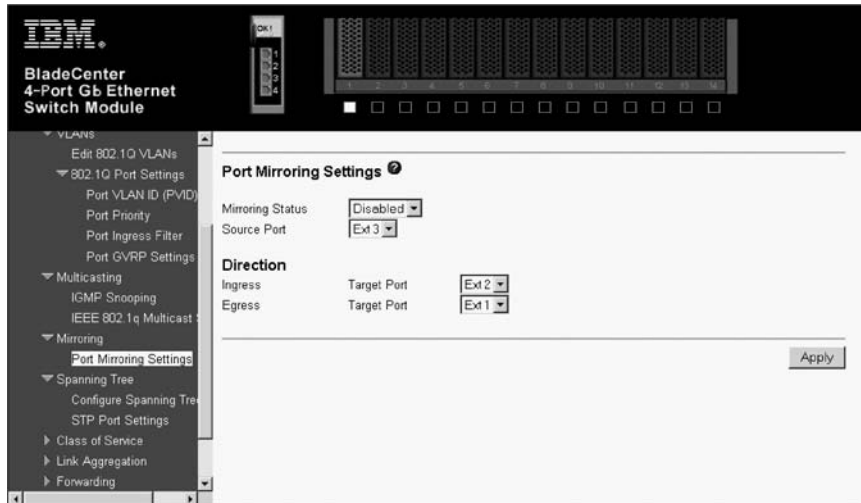 IBM.
BladeCenter
4-Port Gb Ethernet
Switch Module
OK!
1
2
3
4
1 2 3 4 5 6 7 8 9 10 11 12 13 14
VLANs
Edit 802.1Q VLANs
802.1Q Port Settings
Port VLAN ID (PVID)
Port Priority
Port Ingress Filter
Port GVRP Settings
Multicasting
IGMP Snooping
IEEE 802.1q Multicast
Mirroring
Port Mirroring Settings
Spanning Tree
Configure Spanning Tre
STP Port Settings
Class of Service
Link Aggregation
Forwarding
Port Mirroring Settings ?
Mirroring Status Disabled
Source Port Ext 3
Direction
Ingress Target Port Ext 2
Egress Target Port Ext 1
Apply